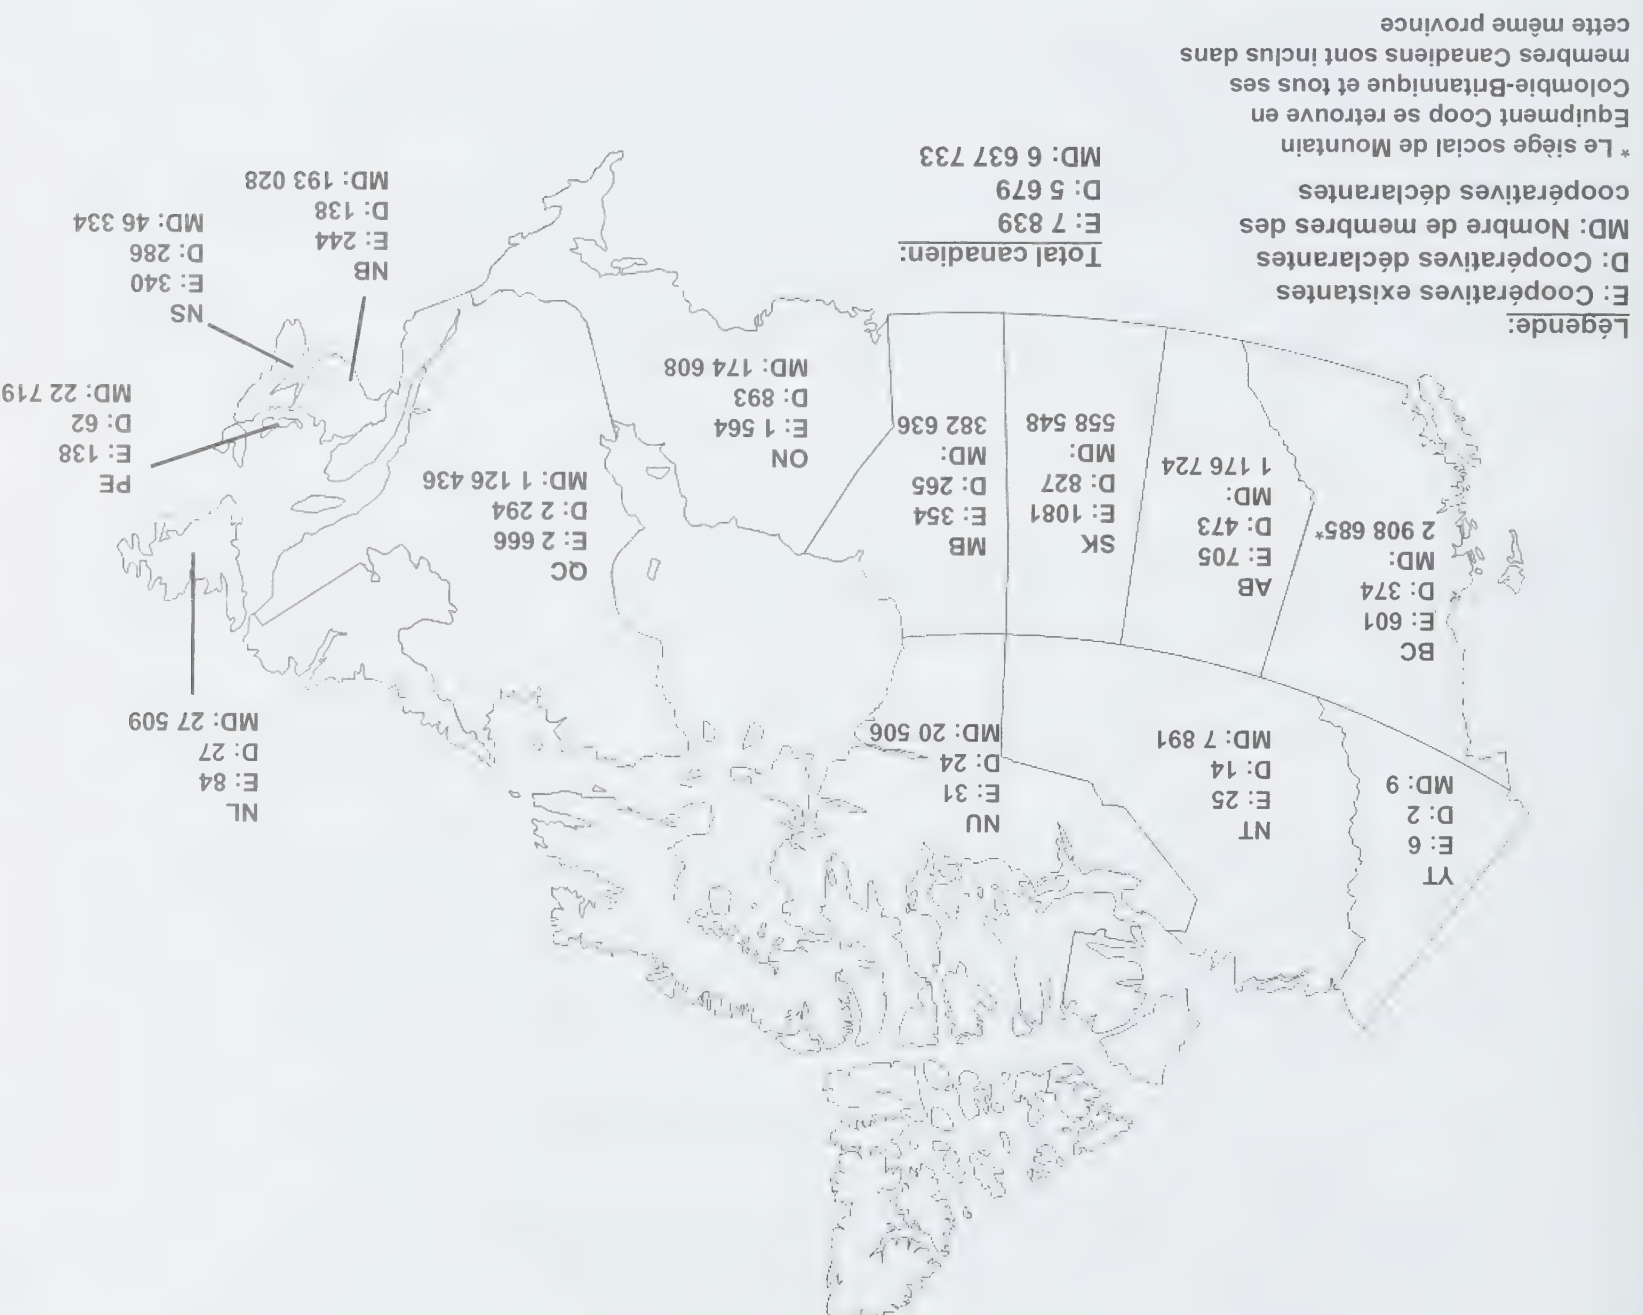 YT
E: 6
D: 2
MD: 9
NT
E: 25
D: 14
MD: 7 891
NU
E: 31
D: 24
MD: 20 506
NL
E: 84
D: 27
MD: 27 509
BC
E: 601
D: 374
MD:
2 908 685*
AB
E: 705
D: 473
MD:
1 176 724
SK
E: 1081
D: 827
MD:
558 548
MB
E: 354
D: 265
MD:
382 636
ON
E: 1 564
D: 893
MD: 174 608
QC
E: 2 666
D: 2 294
MD: 1 126 436
PE
E: 138
D: 62
MD: 22 719
NS
E: 340
D: 286
MD: 46 334
NB
E: 244
D: 138
MD: 193 028
Légende:
E: Coopératives existantes
D: Coopératives déclarantes
MD: Nombre de membres des
coopératives déclarantes
* Le siège social de Mountain
Equipment Coop se retrouve en
Colombie-Britannique et tous ses
membres Canadiens sont inclus dans
cette même province
Total canadien:
E: 7 839
D: 5 679
MD: 6 637 733